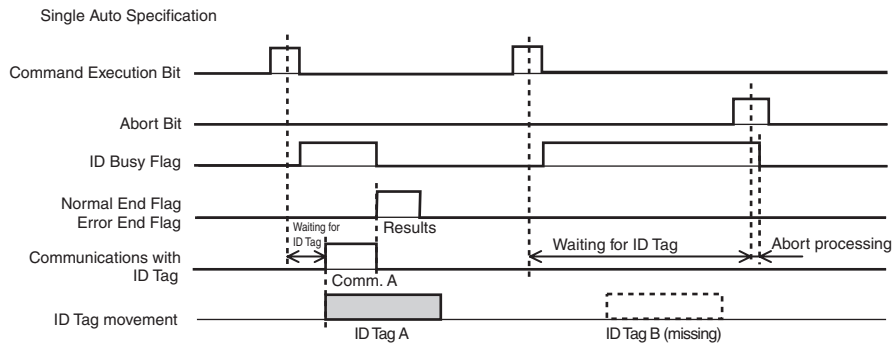 Single Auto Specification
Command Execution Bit
Abort Bit
ID Busy Flag
Normal End Flag
Error End Flag
Waiting for
ID Tag
Results
Communications with
ID Tag
Waiting for ID Tag
Abort processing
Comm. A
ID Tag movement
ID Tag A
ID Tag B (missing)